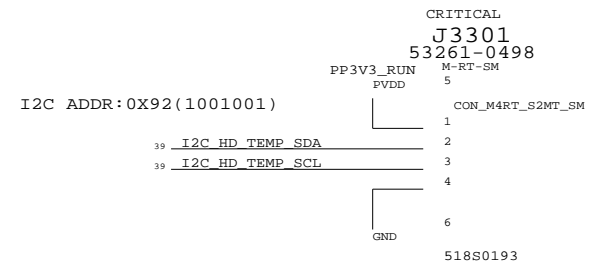 CRITICAL
J3301
53261-0498
M-RT-SM
PP3V3_RUN
PVDD
5
I2C ADDR:0X92(1001001)
CON_M4RT_S2MT_SM
1
39 I2C_HD_TEMP_SDA 2
39 I2C_HD_TEMP_SCL 3
4
6
GND
518S0193